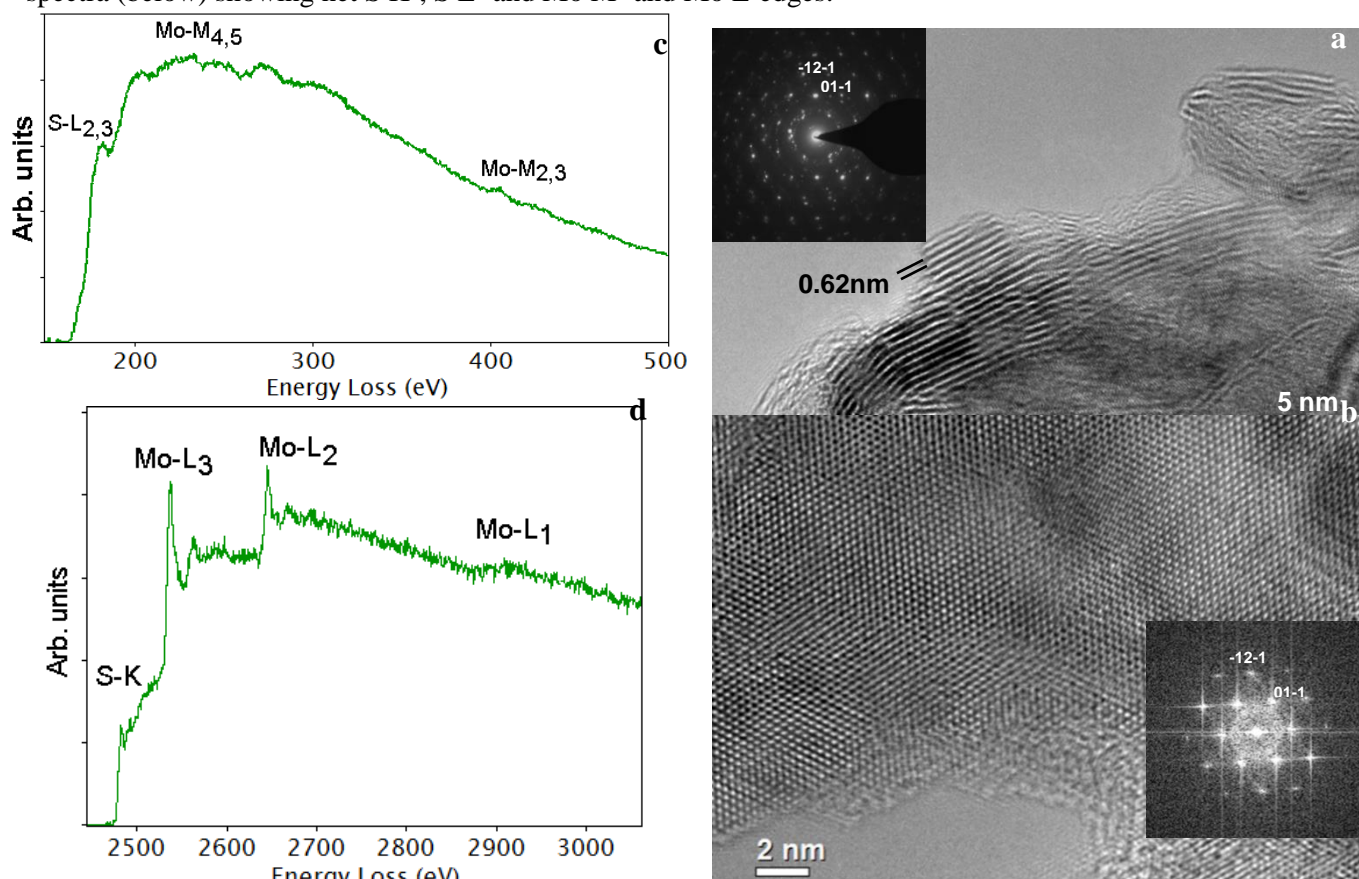 spectra (below) showing net S-K-, S-L- and Mo-M- and Mo-L-edges.
c
Mo-M4,5
S-L2,3
Mo-M2,3
Arb. units
200 300 400 500
Energy Loss (eV)
d
Mo-L3
Mo-L2
Mo-L1
S-K
Arb. units
2500 2600 2700 2800 2900 3000
Energy Loss (eV)
a
-12-1
01-1
0.62nm
5 nm
b
-12-1
01-1
2 nm